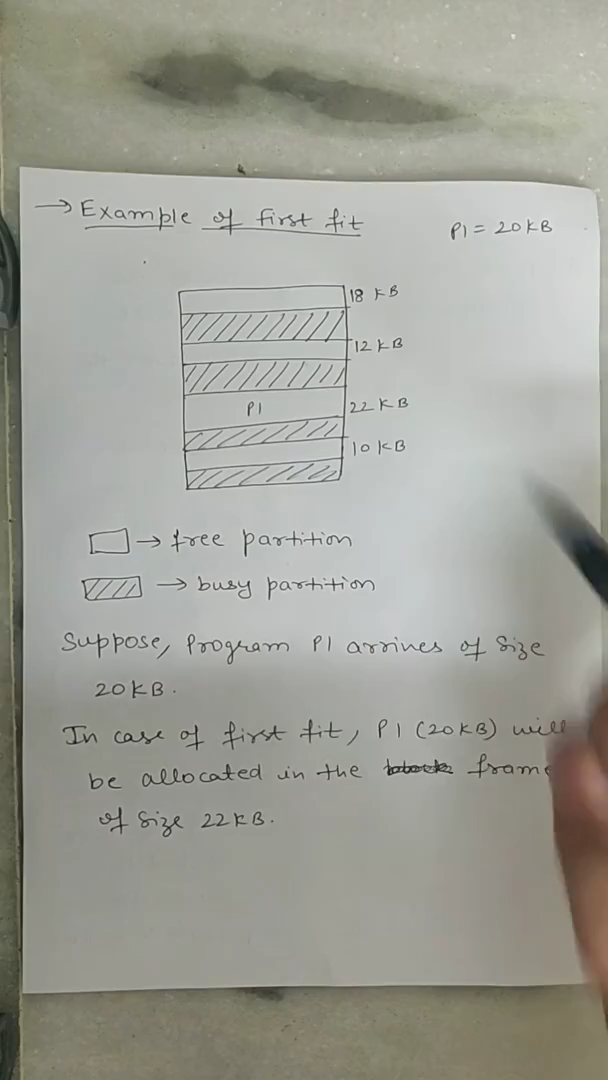 → Example of first fit
P1 = 20KB
18 KB
12 KB
P1
22 KB
10 KB
→ free partition
→ busy partition
Suppose, Program P1 arrives of size
20KB.
In case of first fit, P1 (20KB) will
be allocated in the frame
of size 22KB.